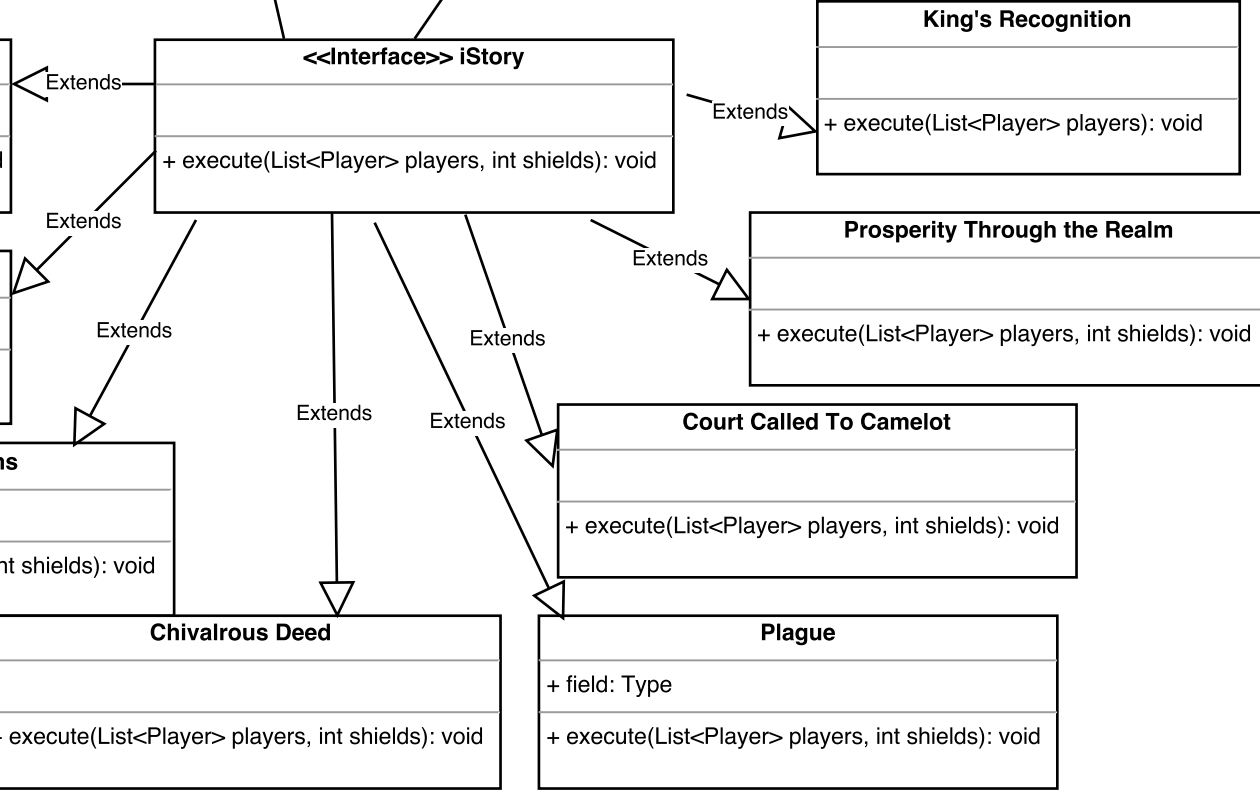 King's Recognition
<<Interface>> iStory
Extends
Extends
+ execute(List<Player> players): void
+ execute(List<Player> players, int shields): void
Extends
Prosperity Through the Realm
Extends
Extends
+ execute(List<Player> players, int shields): void
Extends
Extends
Extends
Court Called To Camelot
ns
+ execute(List<Player> players, int shields): void
nt shields): void
Chivalrous Deed
Plague
+ field: Type
+ execute(List<Player> players, int shields): void
+ execute(List<Player> players, int shields): void